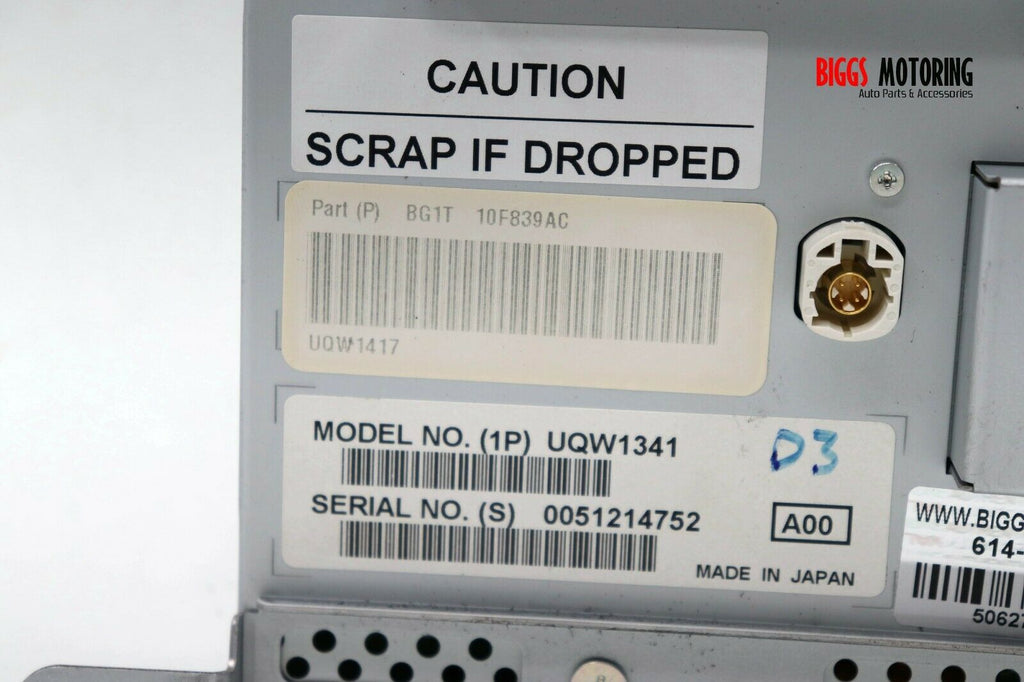 CAUTION
SCRAP IF DROPPED
BIGGS MOTORING
Auto Parts & Accessories
Part (P) BG1T 10F839AC
UQW1417
MODEL NO. (1P) UQW1341
D3
SERIAL NO. (S) 0051214752
A00
MADE IN JAPAN
WWW.BIGG
614-
5062